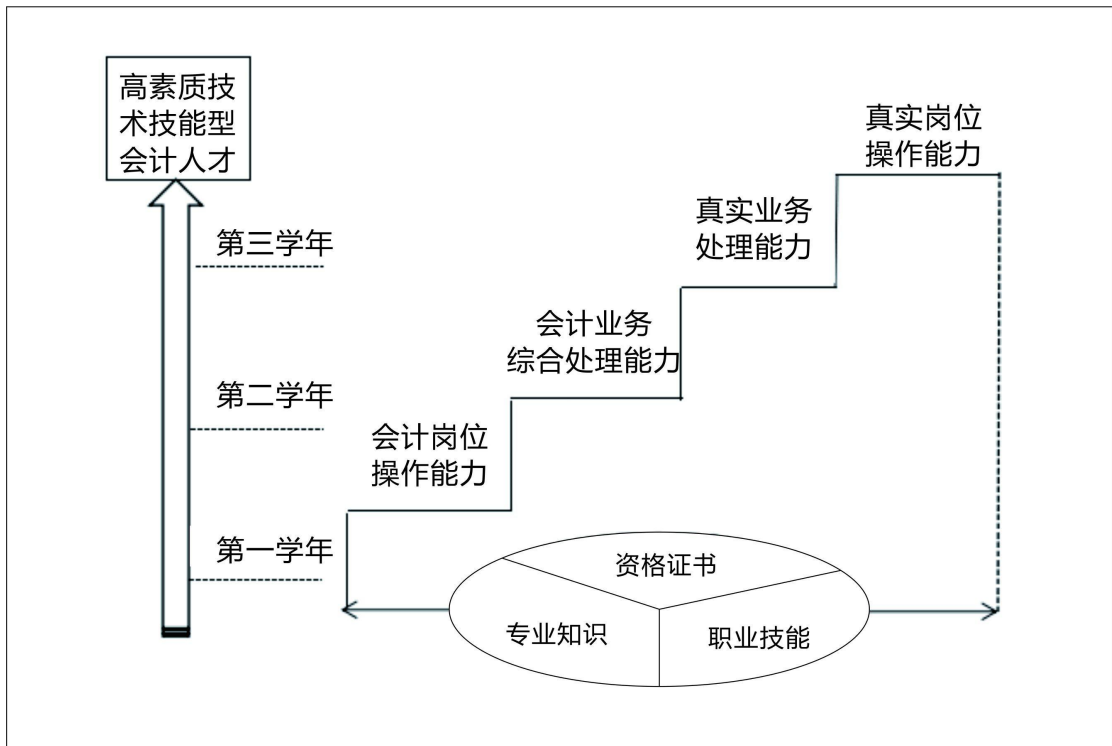 高素质技
术技能型
会计人才
第三学年
第二学年
第一学年
真实岗位
操作能力
真实业务
处理能力
会计业务
综合处理能力
会计岗位
操作能力
资格证书
专业知识
职业技能